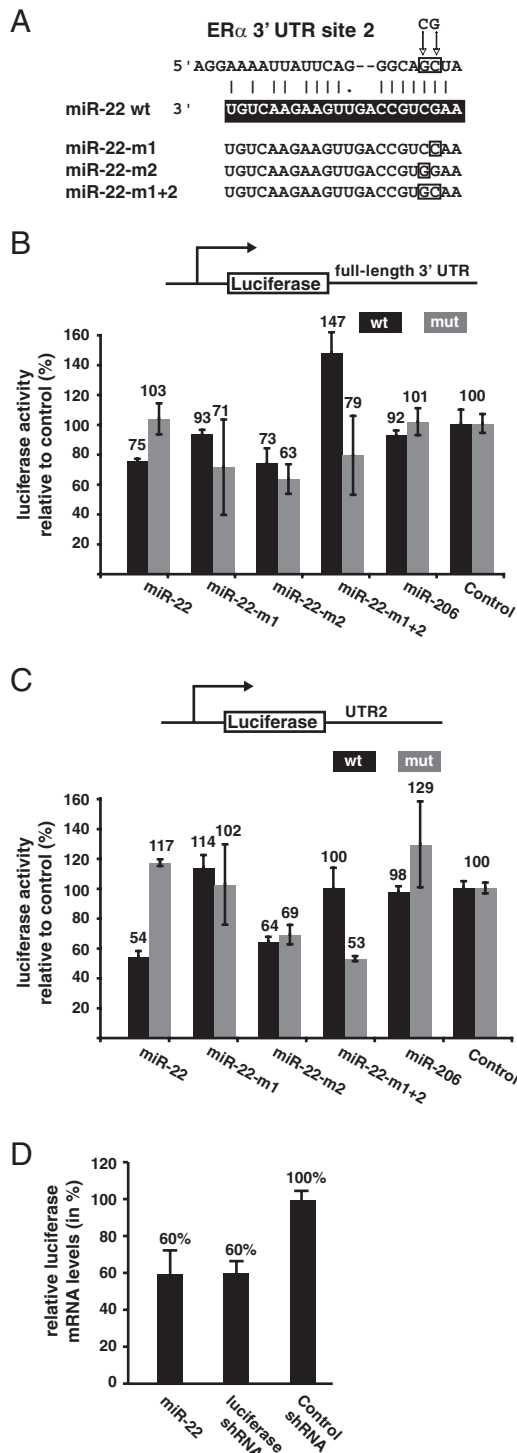 A
ERα 3' UTR site 2
CG
5'AGGAAAAUUAUUCAG--GGCAGCUA
miR-22 wt 3' UGUCAAGAAGUUGACCGUCGAA
miR-22-m1 UGUCAAGAAGUUGACCGUCCAA
miR-22-m2 UGUCAAGAAGUUGACCGUGGAA
miR-22-m1+2 UGUCAAGAAGUUGACCGUGCAA
B
Luciferase
full-length 3' UTR
wt mut
luciferase activity
relative to control (%)
160
140
120
100
80
60
40
20
75 103 93 71 73 63 147 79 92 101 100
miR-22 miR-22-m1 miR-22-m2 miR-22-m1+2 miR-206 Control
C
Luciferase
UTR2
wt mut
luciferase activity
relative to control (%)
160
140
120
100
80
60
40
20
54 117 114 102 64 69 100 53 98 129 100
miR-22 miR-22-m1 miR-22-m2 miR-22-m1+2 miR-206 Control
D
relative luciferase
mRNA levels (in %)
120
100
80
60
40
20
0
60% 60% 100%
miR-22
luciferase
shRNA
Control
shRNA